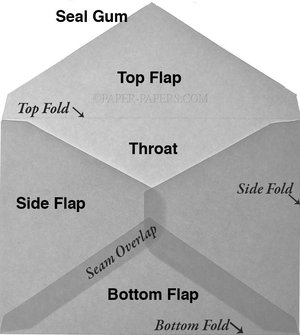 Seal Gum
Top Flap
©PAPER-PAPERS.COM
Top Fold
Throat
Side Fold
Side Flap
Seam Overlap
Bottom Flap
Bottom Fold